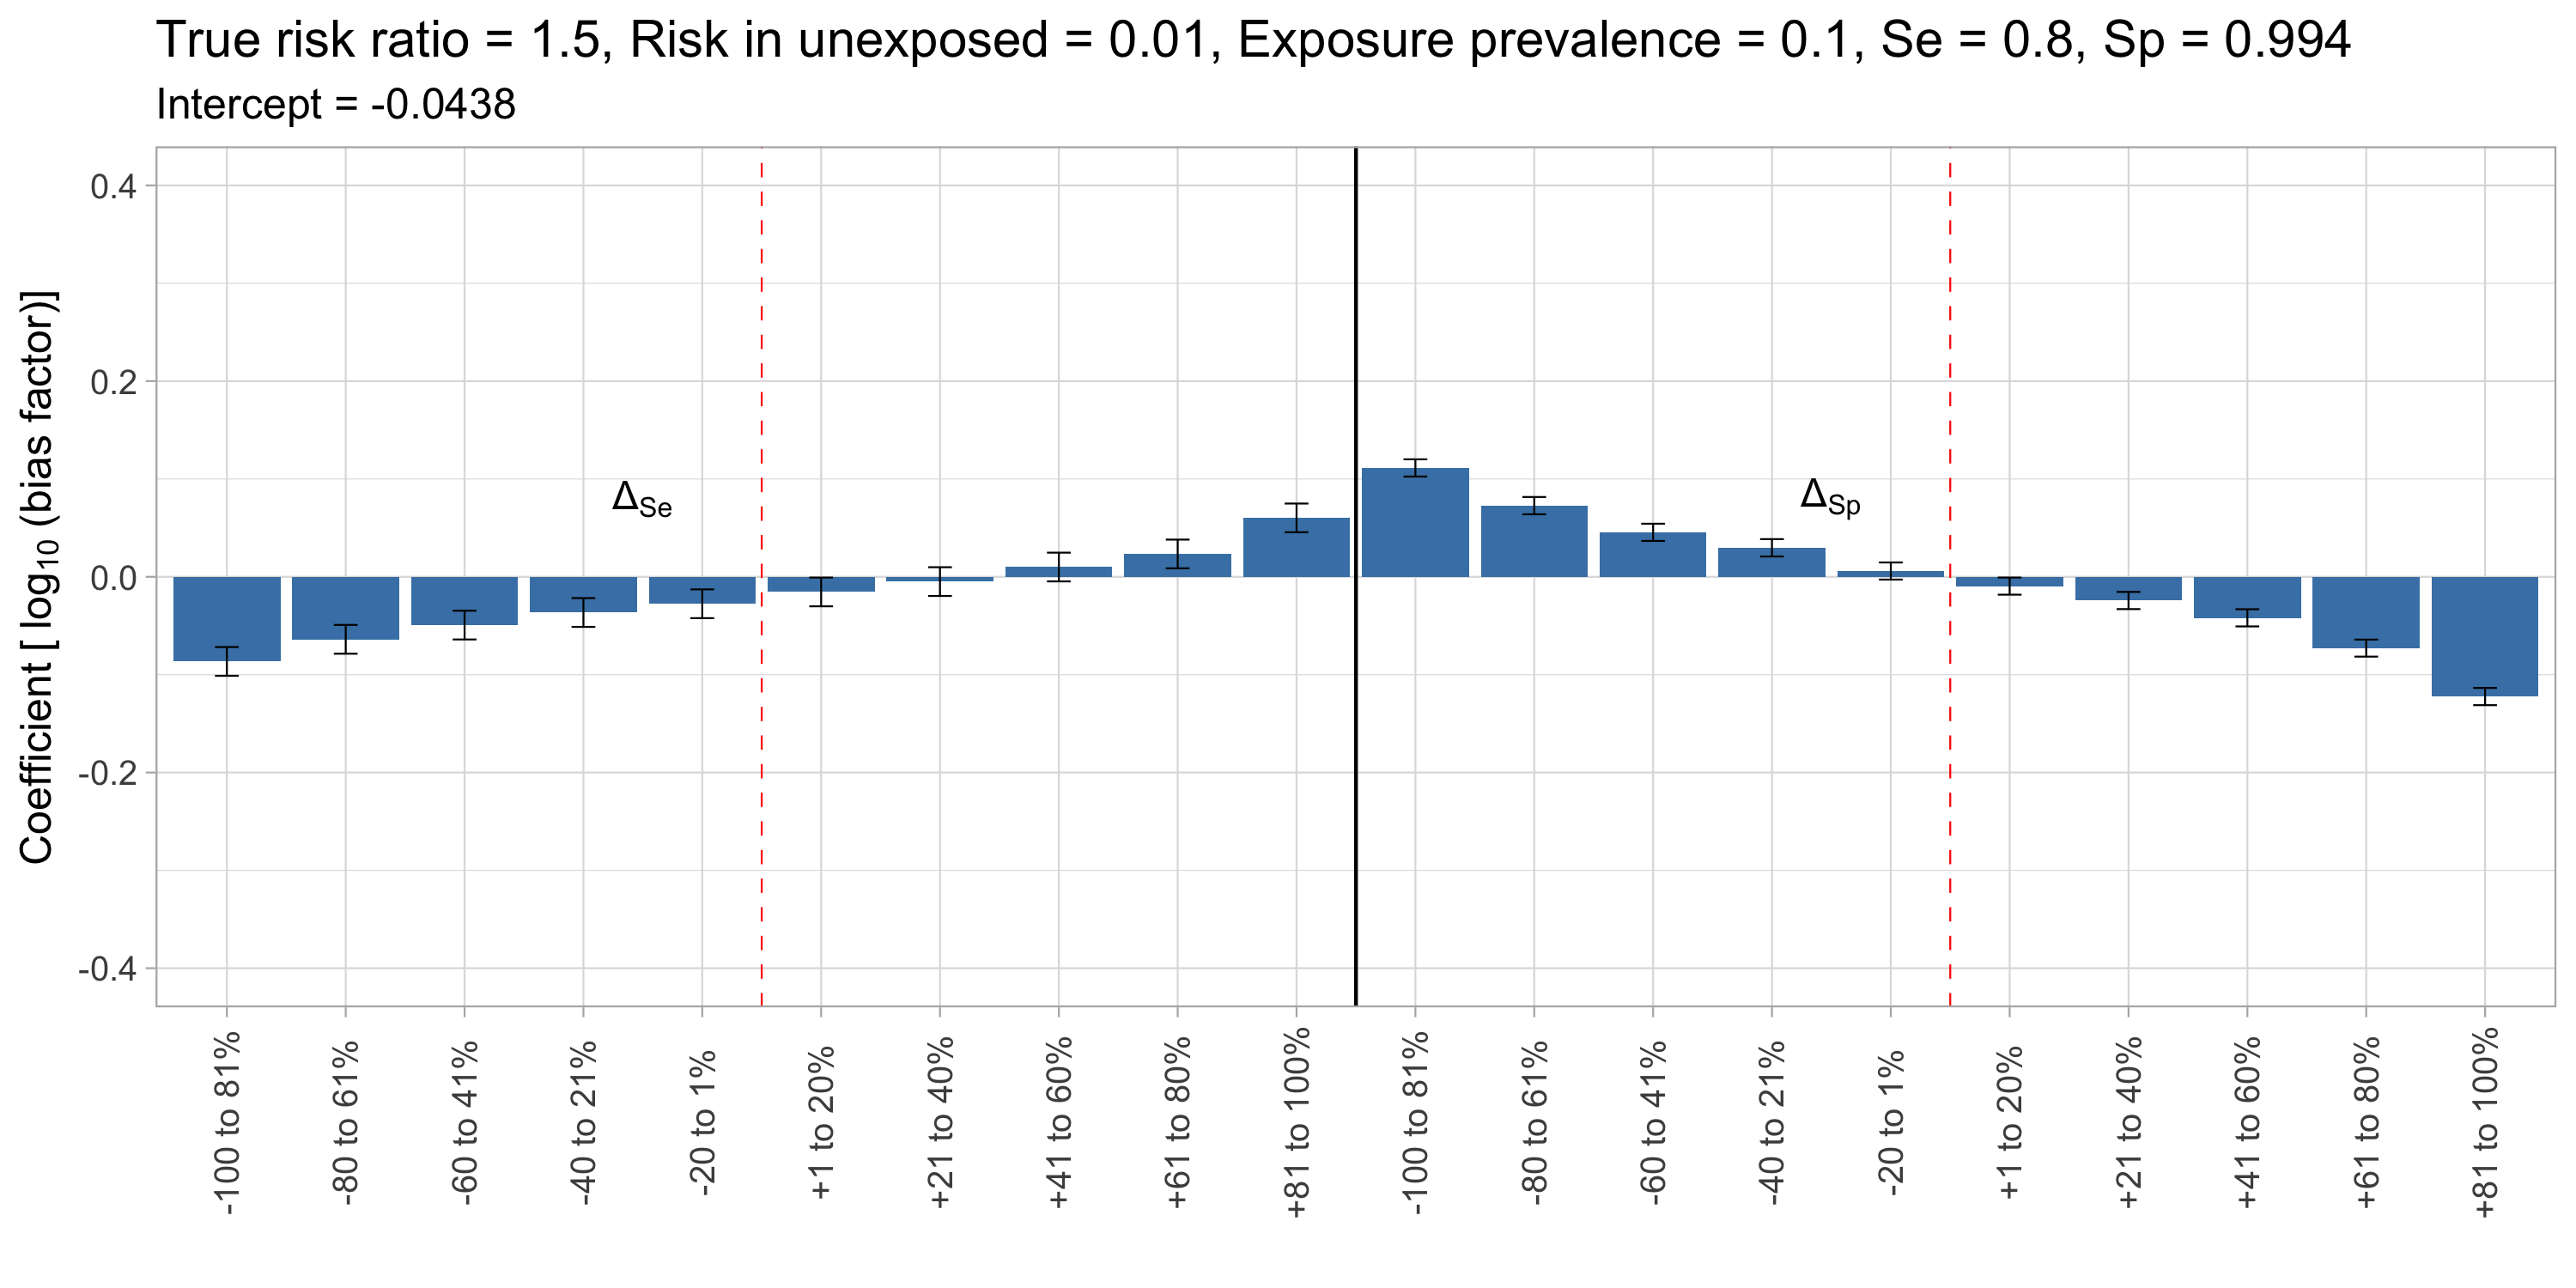 True risk ratio = 1.5, Risk in unexposed = 0.01, Exposure prevalence = 0.1, Se = 0.8, Sp = 0.994
Intercept = -0.0438
Coefficient [ log10 (bias factor)]
0.4
0.2
0.0
-0.2
-0.4
ΔSe
ΔSp
-100 to 81%
-80 to 61%
-60 to 41%
-40 to 21%
-20 to 1%
+1 to 20%
+21 to 40%
+41 to 60%
+61 to 80%
+81 to 100%
-100 to 81%
-80 to 61%
-60 to 41%
-40 to 21%
-20 to 1%
+1 to 20%
+21 to 40%
+41 to 60%
+61 to 80%
+81 to 100%